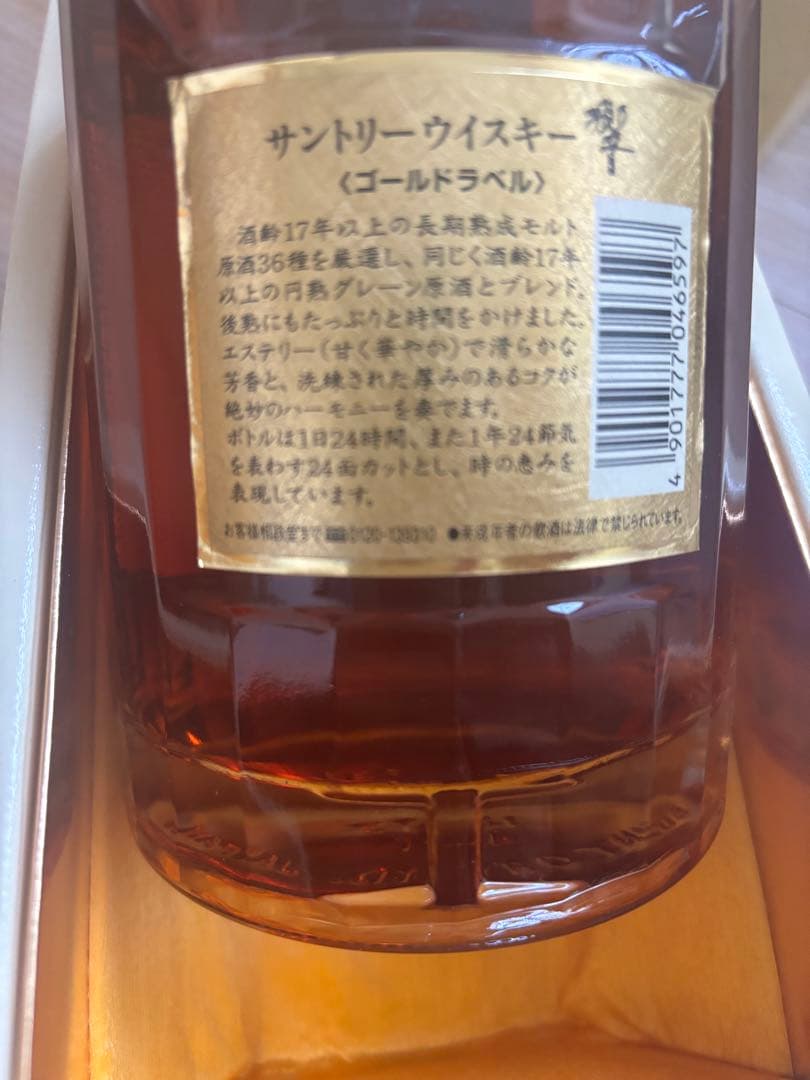 サントリーウイスキー 響
〈ゴールドラベル〉
酒齢17年以上の長期熟成モルト
原酒36種を厳選し、同じく酒齢17年
以上の円熟グレーン原酒とブレンド。
後熟にもたっぷりと時間をかけました。
エステリー(甘く華やか)で滑らかな
芳香と、洗練された厚みのあるコクが
絶妙のハーモニーを奏でます。
ボトルは1日24時間、また1年24節気
を表わす24面カットとし、時の恵みを
表現しています。
お客様相談室まで ●未成年者の飲酒は法律で禁じられています。
4 901777 046597